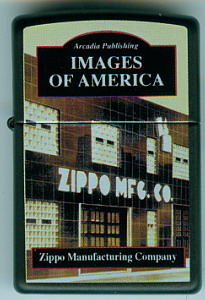 Arcadia Publishing
IMAGES
OF AMERICA
ZIPPO MFG. CO.
Zippo Manufacturing Company